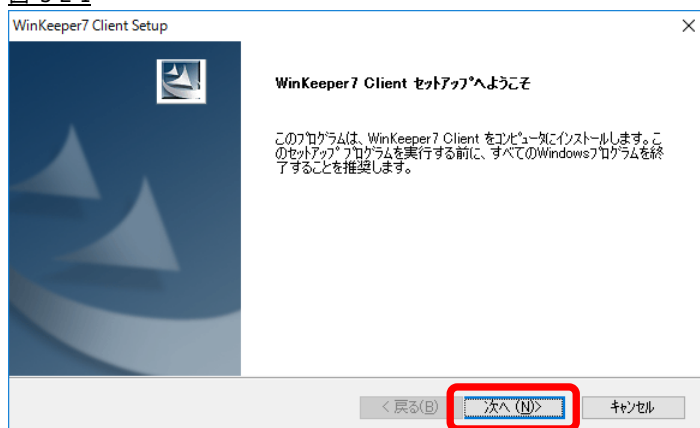 WinKeeper7 Client Setup
WinKeeper7 Client セットアップへようこそ
このプログラムは、WinKeeper7 Client をコンピュータにインストールします。こ
のセットアップ プログラムを実行する前に、すべてのWindowsプログラムを終
了することを推奨します。
< 戻る(B)
次へ (N)>
キャンセル